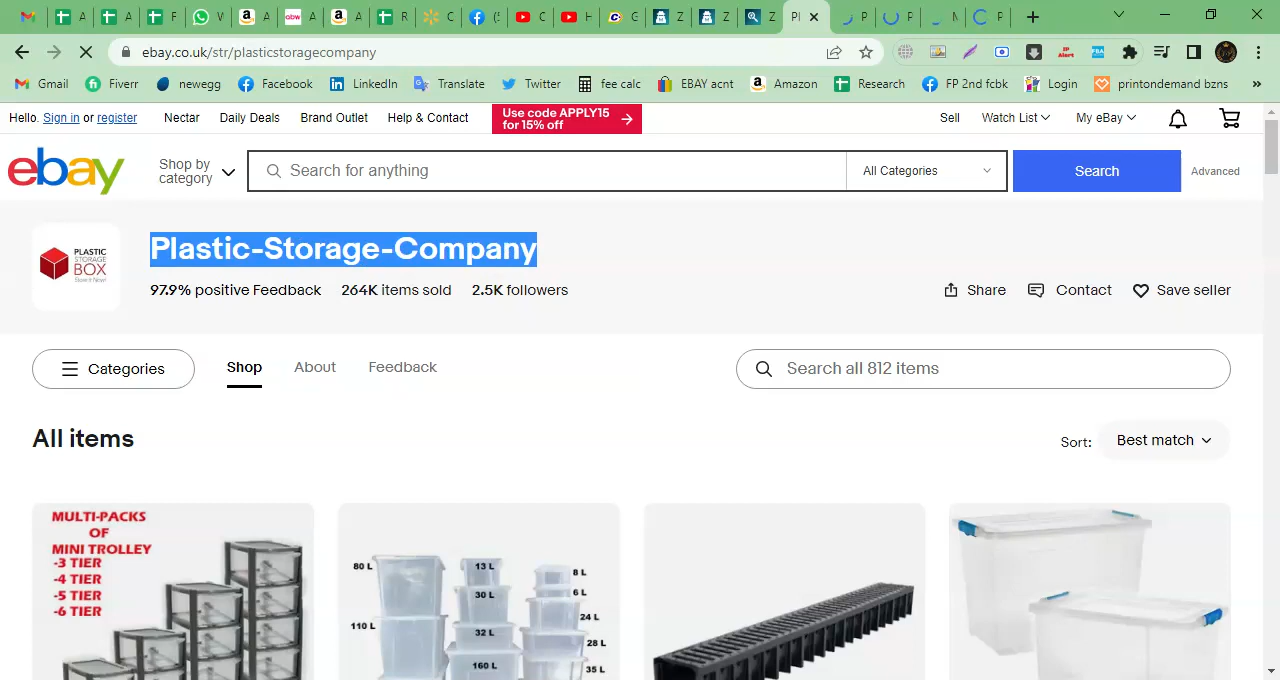 A A F V A A A R C (5 C H G Z Z Z Pl P P M P
ebay.co.uk/str/plasticstoragecompany
Gmail Fiverr newegg Facebook LinkedIn Translate Twitter fee calc EBAY acnt Amazon Research FP 2nd fcbk Login printondemand bzns »
Hello. Sign in or register Nectar Daily Deals Brand Outlet Help & Contact Use code APPLY15
for 15% off
Sell Watch List My eBay
ebay Shop by
category
Search for anything All Categories Search Advanced
PLASTIC
STORAGE
BOX
Plastic-Storage-Company
97.9% positive Feedback 264K items sold 2.5K followers Share Contact Save seller
Categories Shop About Feedback Search all 812 items
All items
Sort: Best match
MULTI-PACKS
OF
MINI TROLLEY
-3 TIER
-4 TIER
-5 TIER
-6 TIER
80 L 13 L 8 L
30 L 6 L
24 L
110 L 32 L 28 L
160 L 35 L